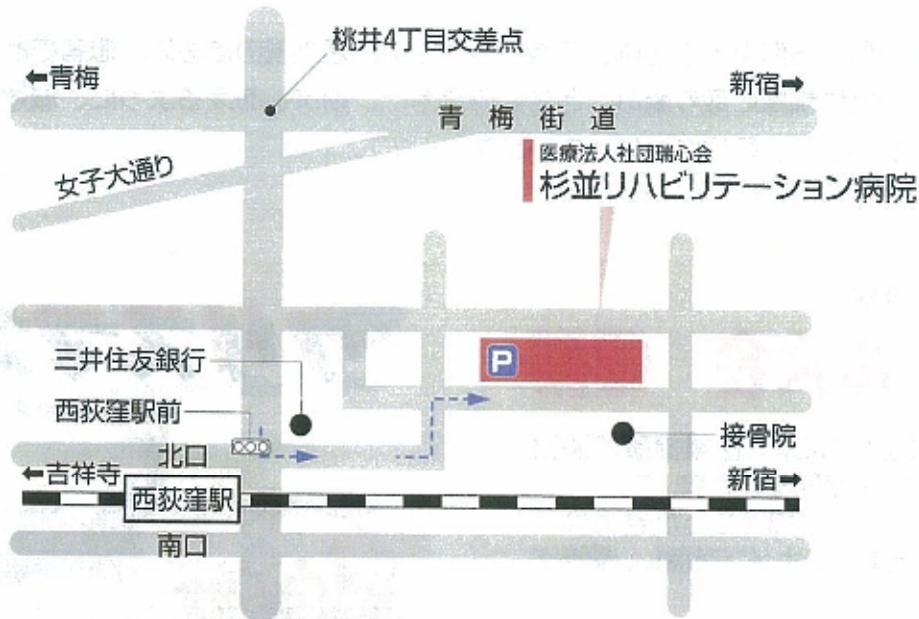 桃井4丁目交差点
←青梅
新宿→
青梅街道
女子大通り
医療法人社団瑞心会
杉並リハビリテーション病院
P
三井住友銀行
西荻窪駅前
北口
接骨院
←吉祥寺
新宿→
西荻窪駅
南口